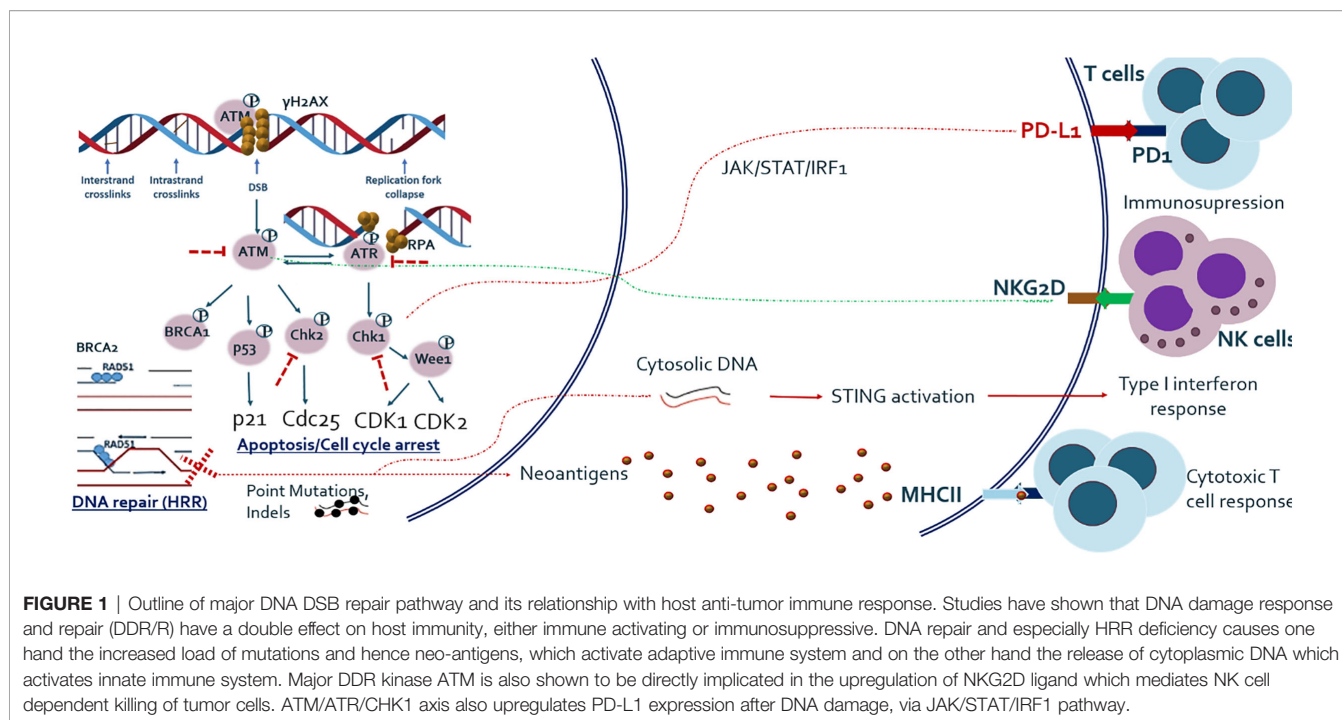 P
ATM
γH2AX
Interstrand
crosslinks
Intrastrand
crosslinks
DSB
Replication fork
collapse
P
ATM
P
ATR
RPA
P
BRCA1
P
p53
P
Chk2
P
Chk1
P
Wee1
BRCA2
RAD51
p21
Cdc25
CDK1
CDK2
Apoptosis/Cell cycle arrest
RAD51
DNA repair (HRR)
Point Mutations,
Indels
JAK/STAT/IRF1
T cells
PD-L1
PD1
Immunosupression
NKG2D
NK cells
Cytosolic DNA
STING activation
Type I interferon
response
Neoantigens
MHCII
Cytotoxic T
cell response
FIGURE 1 | Outline of major DNA DSB repair pathway and its relationship with host anti-tumor immune response. Studies have shown that DNA damage response
and repair (DDR/R) have a double effect on host immunity, either immune activating or immunosuppressive. DNA repair and especially HRR deficiency causes one
hand the increased load of mutations and hence neo-antigens, which activate adaptive immune system and on the other hand the release of cytoplasmic DNA which
activates innate immune system. Major DDR kinase ATM is also shown to be directly implicated in the upregulation of NKG2D ligand which mediates NK cell
dependent killing of tumor cells. ATM/ATR/CHK1 axis also upregulates PD-L1 expression after DNA damage, via JAK/STAT/IRF1 pathway.